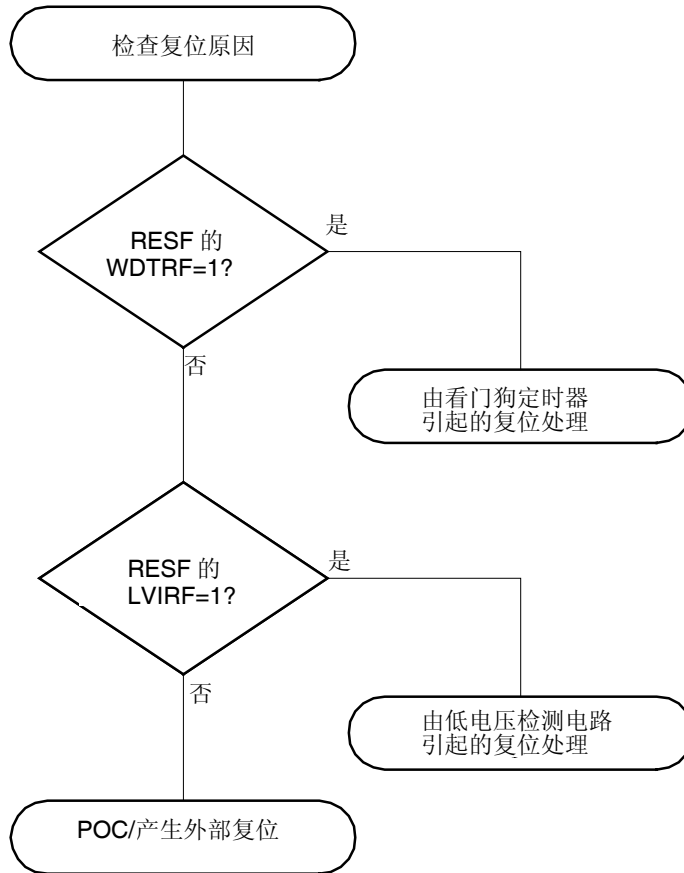 检查复位原因
RESF 的
WDTRF=1?
是
否
由看门狗定时器
引起的复位处理
RESF 的
LVIRF=1?
是
否
由低电压检测电路
引起的复位处理
POC/产生外部复位